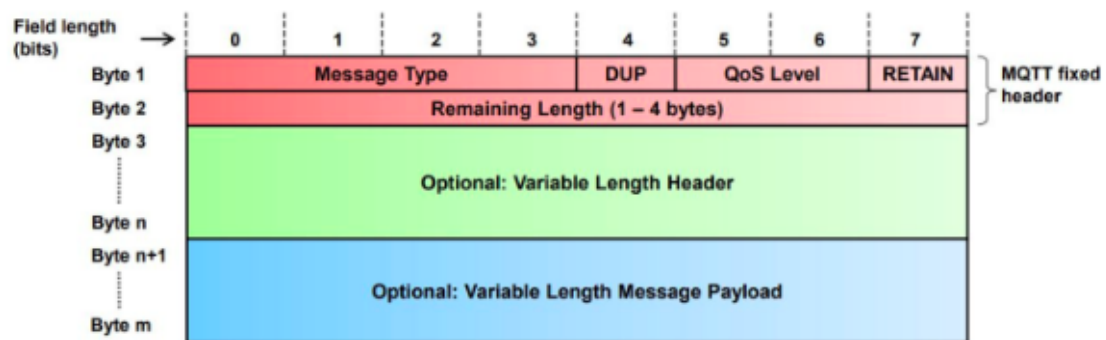 Field length (bits) → 0 1 2 3 4 5 6 7
Byte 1 Message Type DUP QoS Level RETAIN MQTT fixed header
Byte 2 Remaining Length (1 – 4 bytes)
Byte 3
Optional: Variable Length Header
Byte n
Byte n+1
Optional: Variable Length Message Payload
Byte m